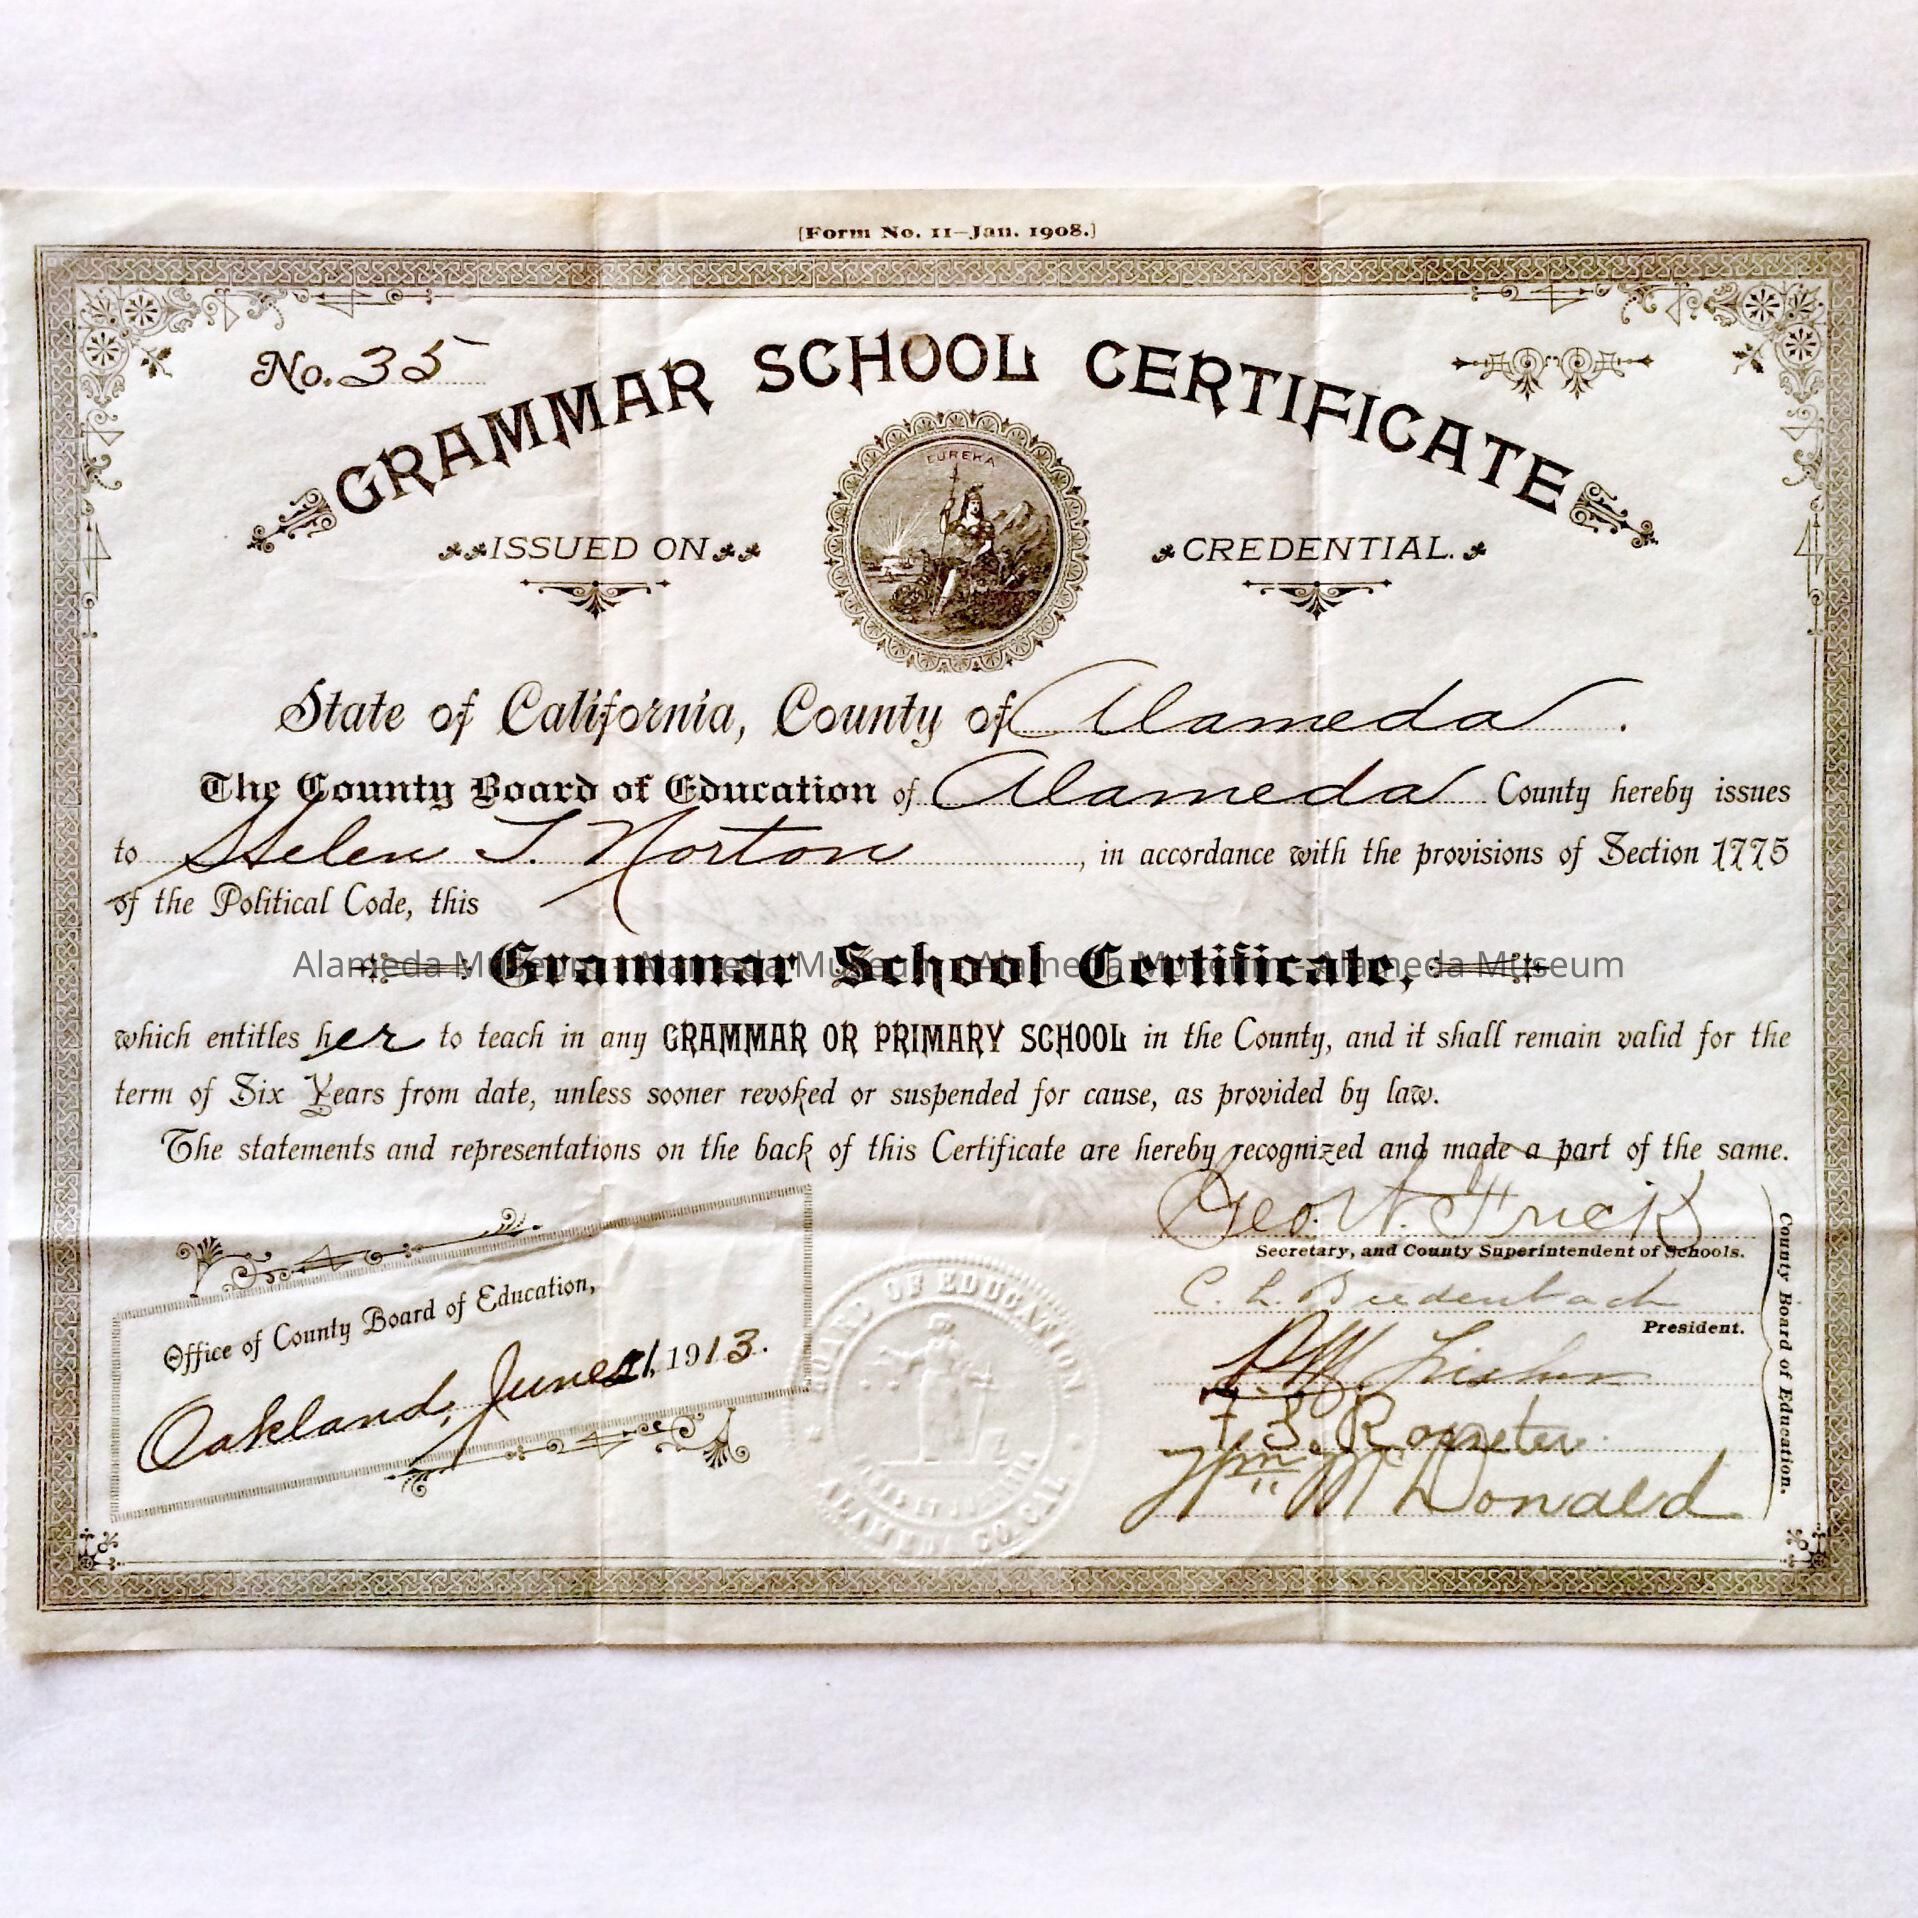 [Form No. 11—Jan. 1908.]
No. 35
GRAMMAR SCHOOL CERTIFICATE
EUREKA
ISSUED ON CREDENTIAL.
State of California, County of Alameda.
The County Board of Education of Alameda County hereby issues
to Helen T. Norton, in accordance with the provisions of Section 1775
of the Political Code, this
Grammar School Certificate,
Alameda Museum - Alameda Museum - Alameda Museum - Alameda Museum
which entitles her to teach in any GRAMMAR OR PRIMARY SCHOOL in the County, and it shall remain valid for the
term of Six Years from date, unless sooner revoked or suspended for cause, as provided by law.
The statements and representations on the back of this Certificate are hereby recognized and made a part of the same.
Geo. W. Frick
Secretary, and County Superintendent of Schools.
C. L. Biedenbach
President.
P. M. Fisher
F. S.
Wm McDonald
County Board of Education.
Office of County Board of Education,
Oakland, June 21, 1913.
BOARD OF EDUCATION
ALAMEDA CO. CAL.